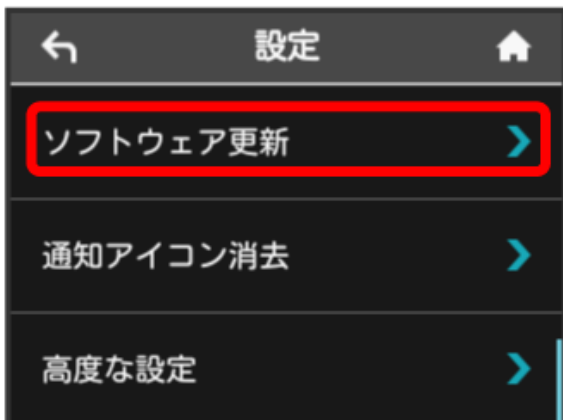 設定
ソフトウェア更新
通知アイコン消去
高度な設定